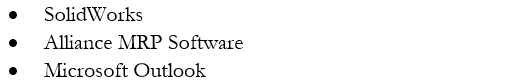 • SolidWorks
• Alliance MRP Software
• Microsoft Outlook